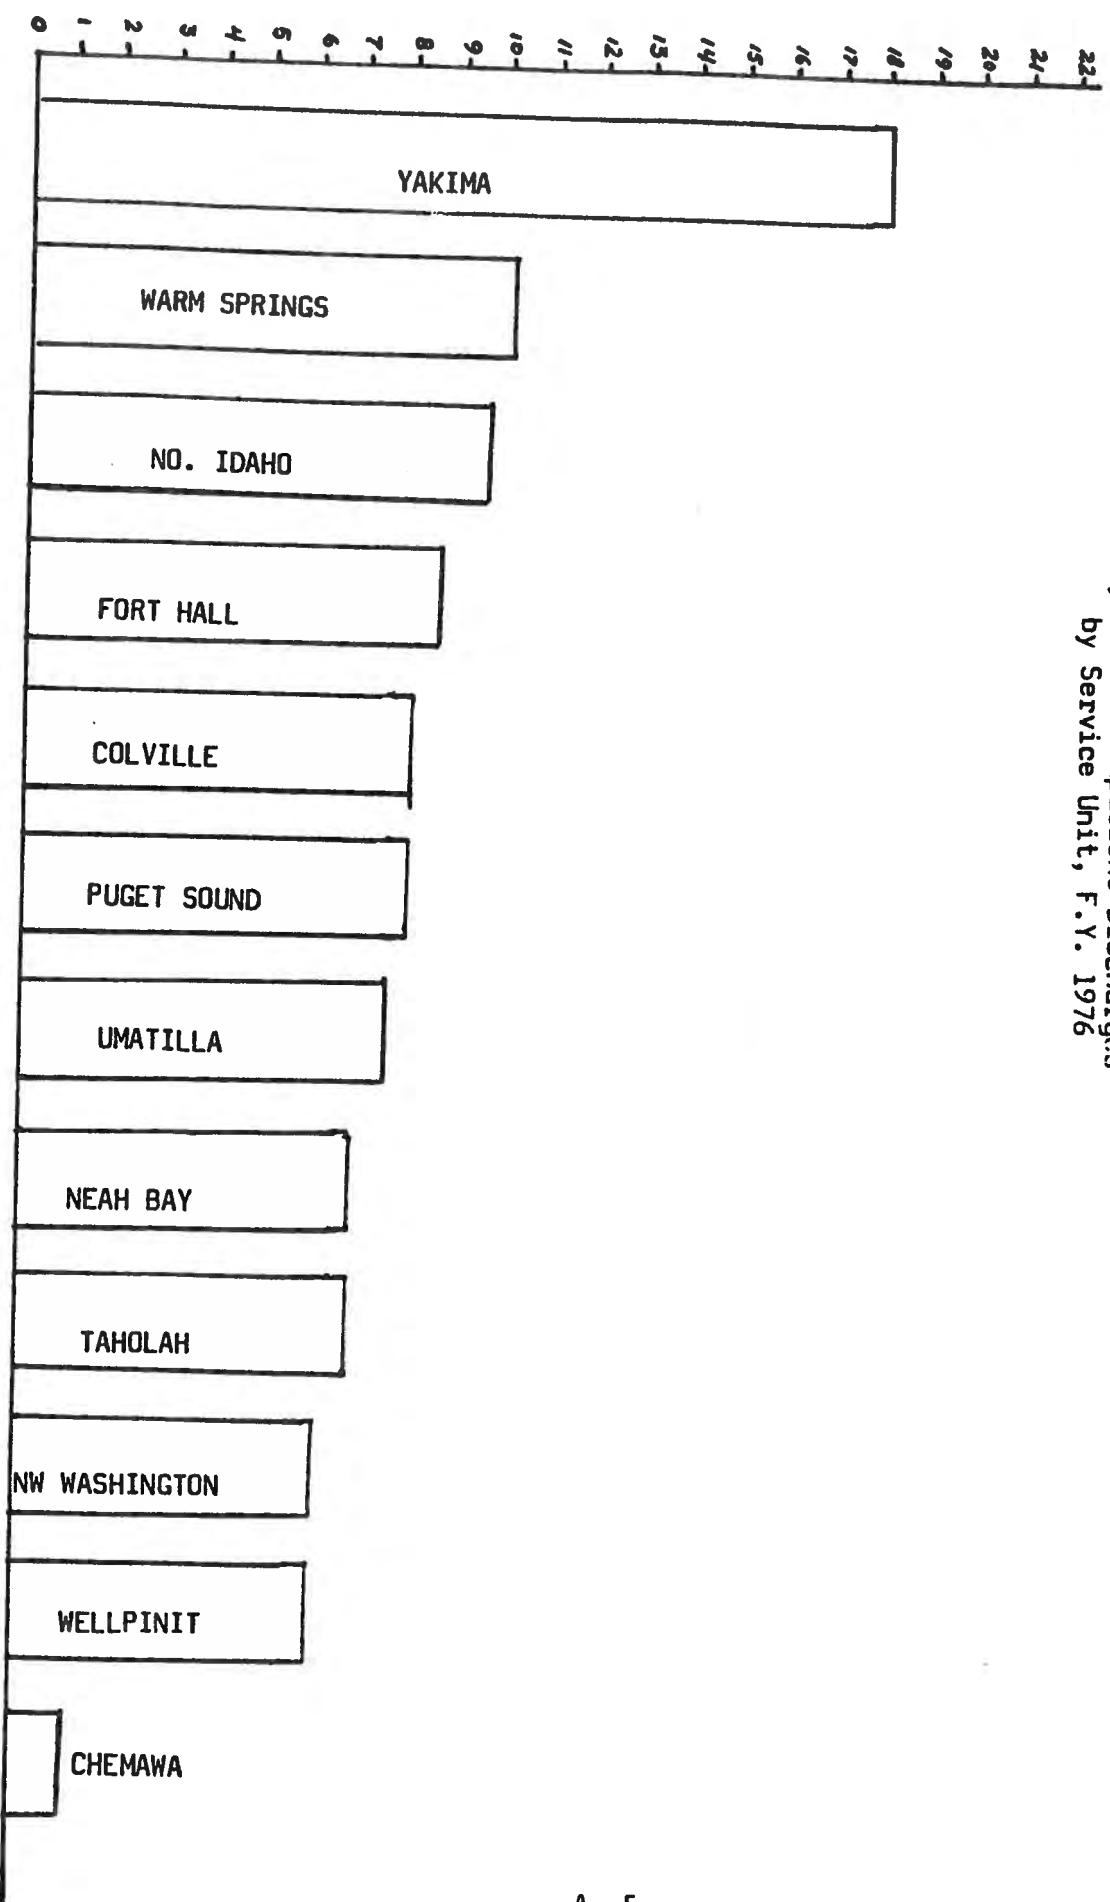 0 1 2 3 4 5 6 7 8 9 10 11 12 13 14 15 16 17 18 19 20 21 22
YAKIMA
WARM SPRINGS
NO. IDAHO
FORT HALL
COLVILLE
PUGET SOUND
UMATILLA
NEAH BAY
TAHOLAH
NW WASHINGTON
WELLPINIT
CHEMAWA
by Service Unit, F.Y. 1976